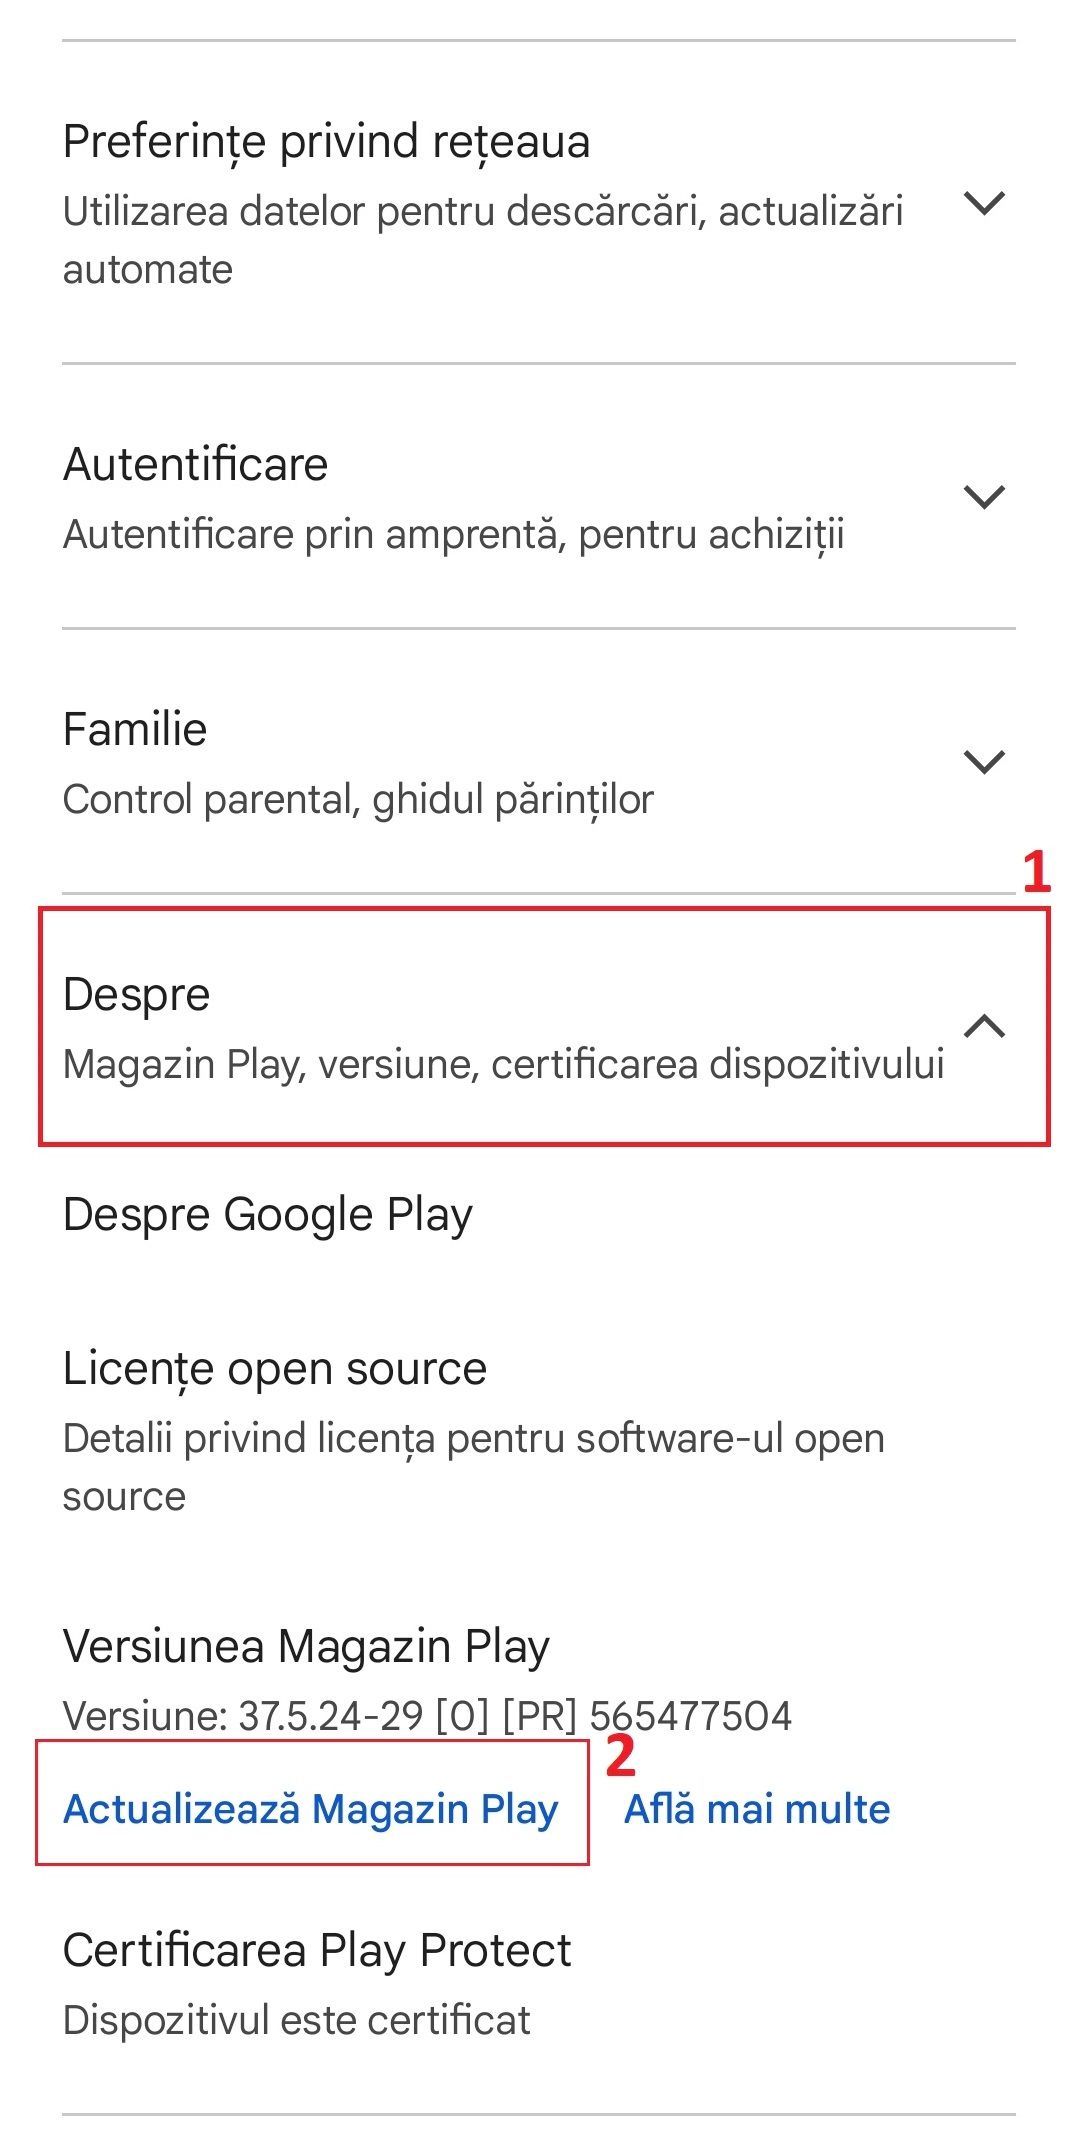 Preferințe privind rețeaua
Utilizarea datelor pentru descărcări, actualizări
automate
Autentificare
Autentificare prin amprentă, pentru achiziții
Familie
Control parental, ghidul părinților
1
Despre
Magazin Play, versiune, certificarea dispozitivului
Despre Google Play
Licențe open source
Detalii privind licența pentru software-ul open
source
Versiunea Magazin Play
Versiune: 37.5.24-29 [0] [PR] 565477504
2
Actualizează Magazin Play Află mai multe
Certificarea Play Protect
Dispozitivul este certificat